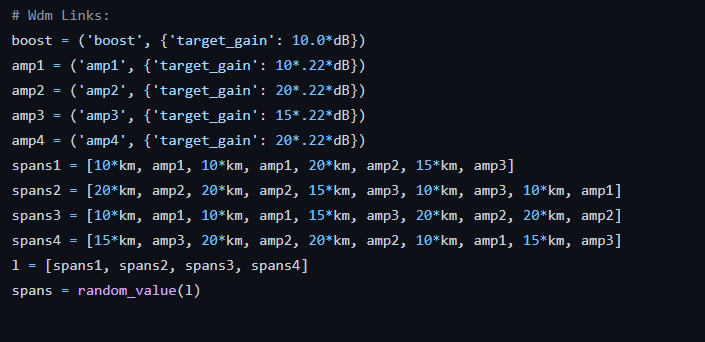 # Wdm Links:
boost = ('boost', {'target_gain': 10.0*dB})
amp1 = ('amp1', {'target_gain': 10*.22*dB})
amp2 = ('amp2', {'target_gain': 20*.22*dB})
amp3 = ('amp3', {'target_gain': 15*.22*dB})
amp4 = ('amp4', {'target_gain': 20*.22*dB})
spans1 = [10*km, amp1, 10*km, amp1, 20*km, amp2, 15*km, amp3]
spans2 = [20*km, amp2, 20*km, amp2, 15*km, amp3, 10*km, amp3, 10*km, amp1]
spans3 = [10*km, amp1, 10*km, amp1, 15*km, amp3, 20*km, amp2, 20*km, amp2]
spans4 = [15*km, amp3, 20*km, amp2, 20*km, amp2, 10*km, amp1, 15*km, amp3]
l = [spans1, spans2, spans3, spans4]
spans = random_value(l)